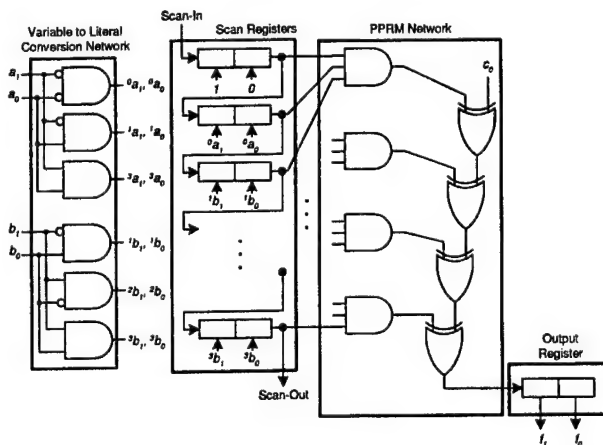 Variable to Literal
Conversion Network
Scan-In
Scan Registers
PPRM Network
a₁
a₀
⁰a₁, ⁰a₀
¹a₁, ¹a₀
³a₁, ³a₀
b₁
b₀
¹b₁, ¹b₀
²b₁, ²b₀
³b₁, ³b₀
1 0
⁰a₁ ⁰a₀
¹b₁ ¹b₀
³b₁ ³b₀
Scan-Out
c₀
Output
Register
f₁ f₀